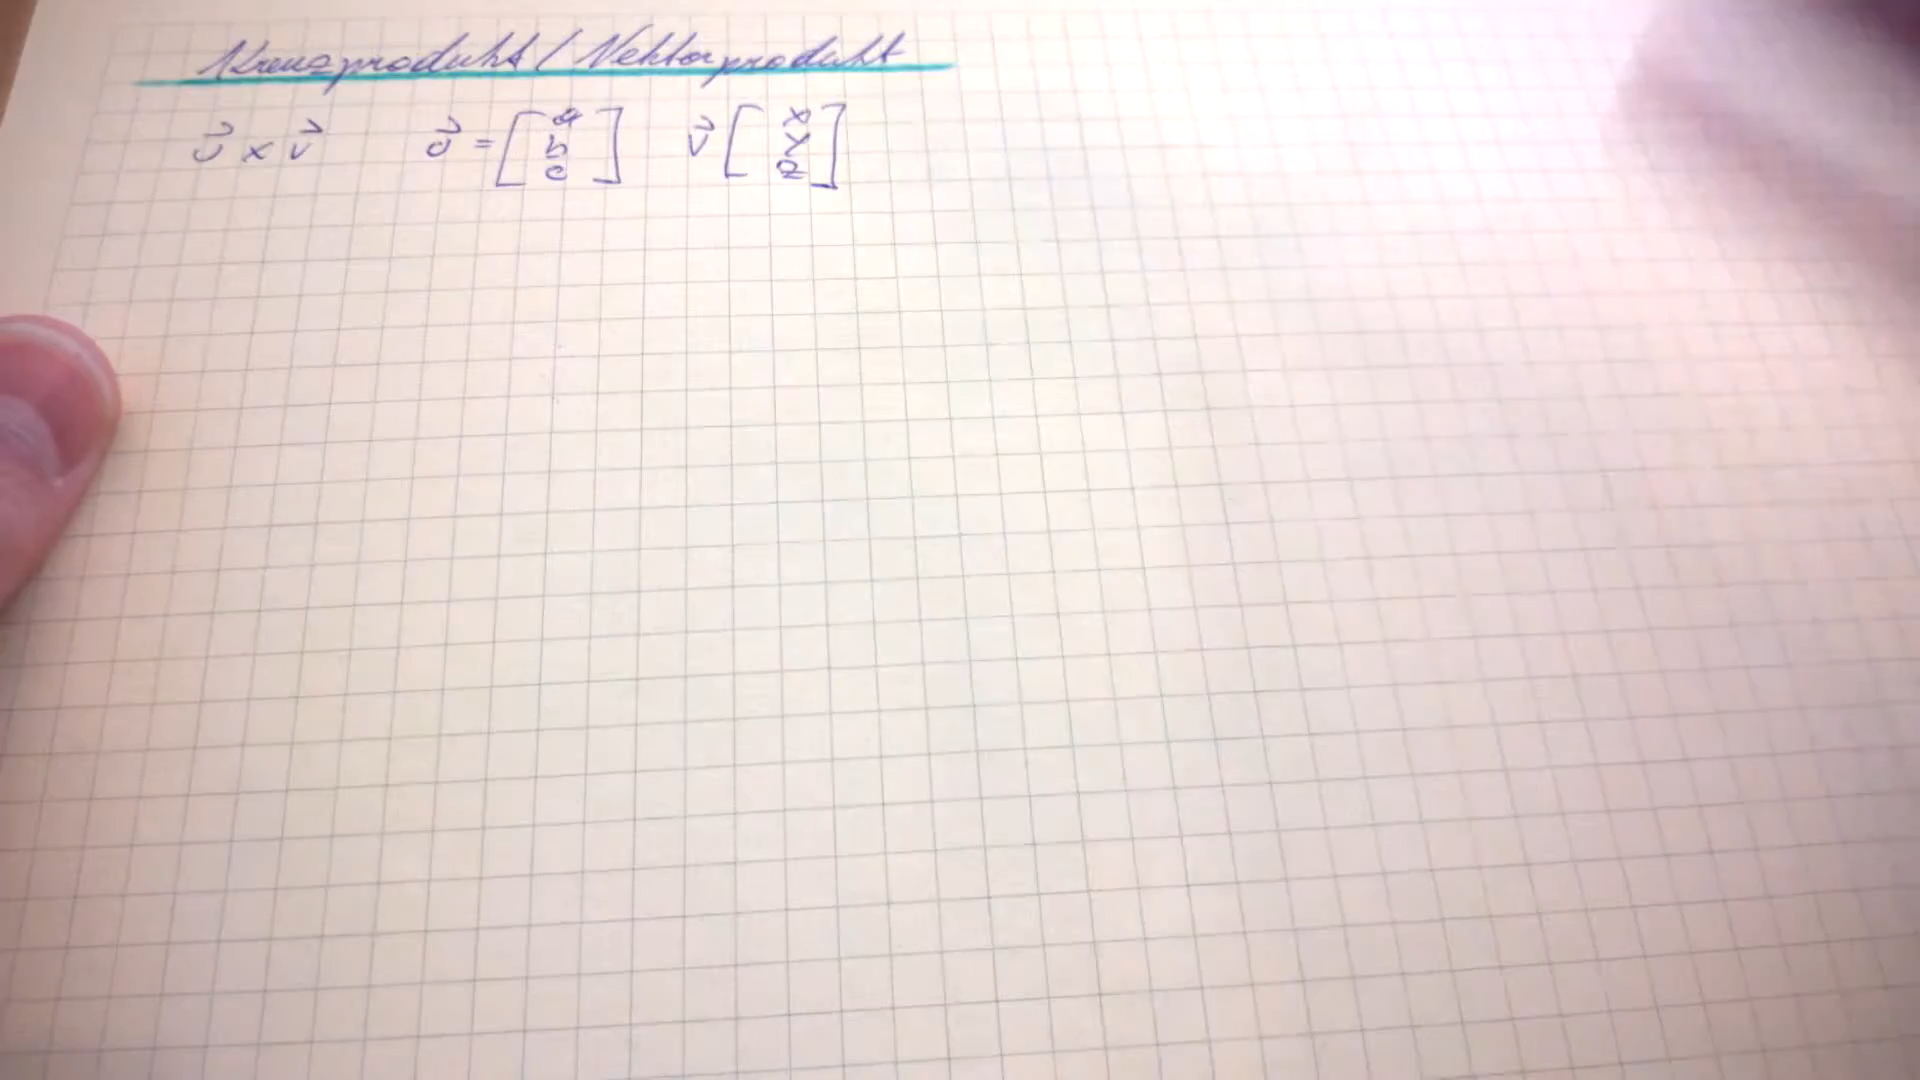 Kreuzprodukt / Vektorprodukt
u⃗ x v⃗ u⃗ = [a b c] v⃗ [x y z]